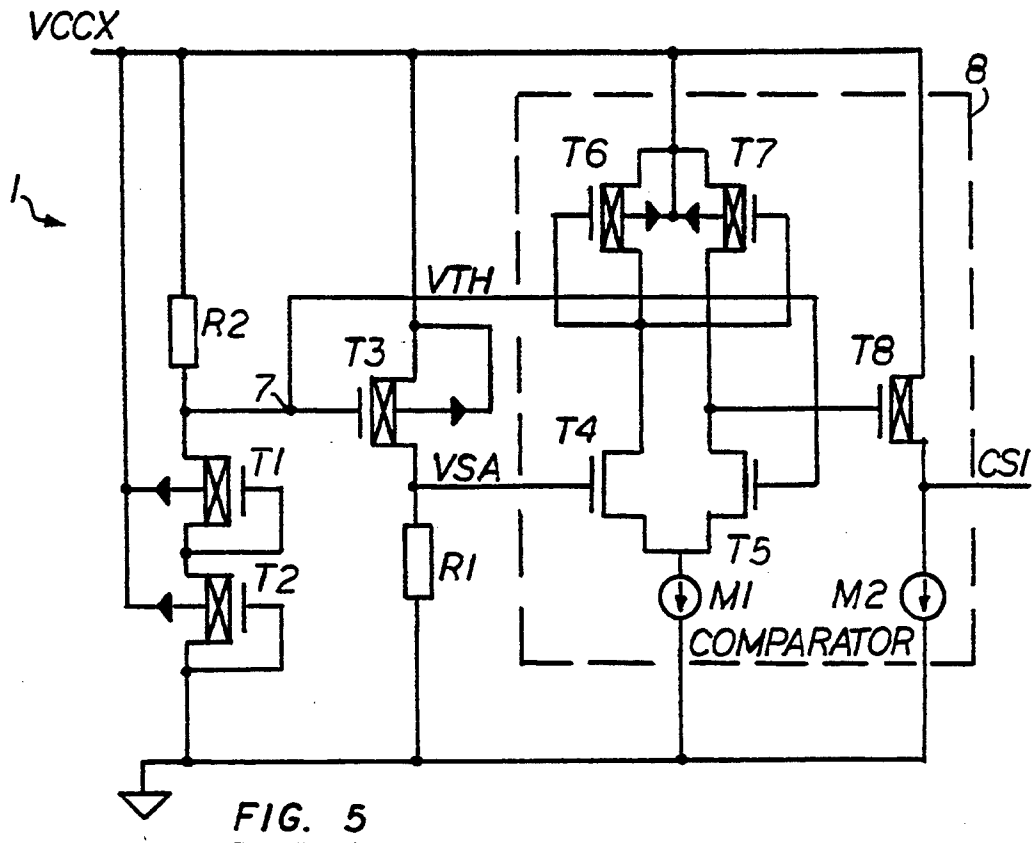 VCCX
8
T6
T7
1
VTH
R2
T3
T8
7
T4
T1
VSA
CSI
T5
R1
T2
M1
M2
COMPARATOR
FIG. 5